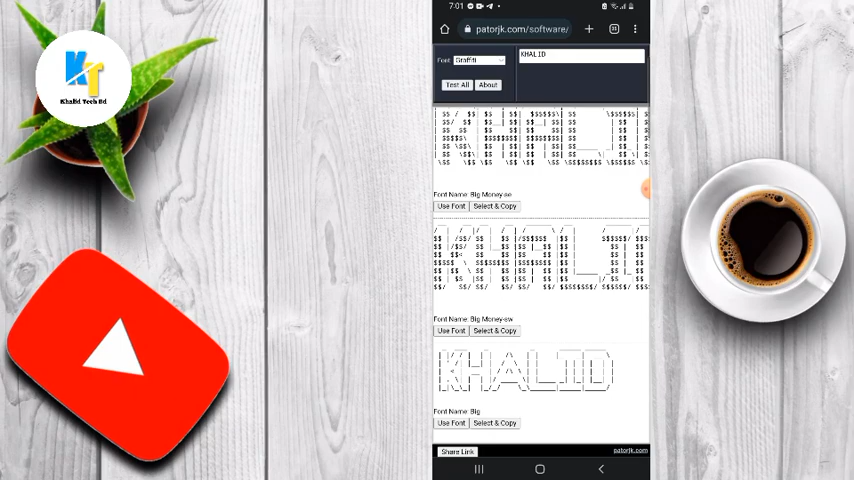 KT
Khalid Tech Bd
7:01
patorjk.com/software/
Font: Graffiti
KHALID
Test All
About
Font Name: Big Money-se
Use Font
Select & Copy
Font Name: Big Money-sw
Use Font
Select & Copy
KHALID
Font Name: Big
Use Font
Select & Copy
Share Link
patorjk.com